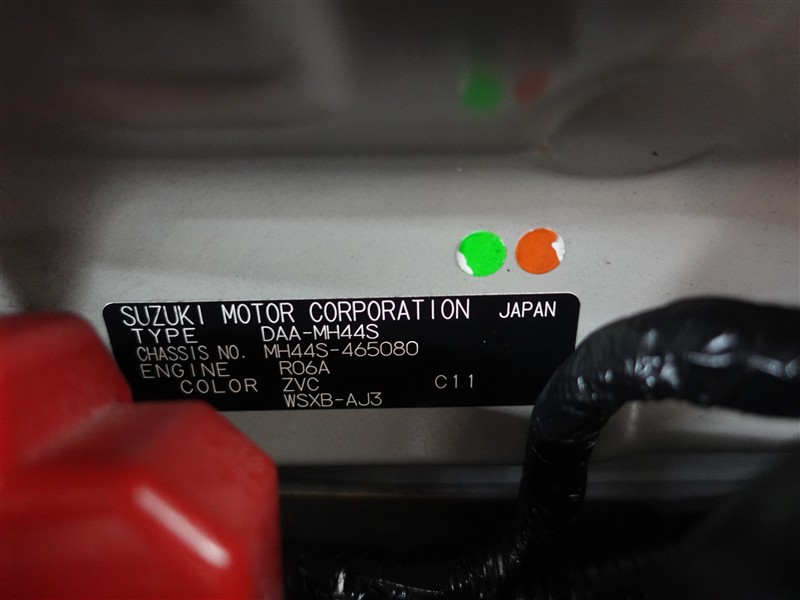 SUZUKI MOTOR CORPORATION JAPAN
TYPE DAA-MH44S
CHASSIS NO. MH44S-465080
ENGINE R06A
COLOR ZVC C11
WSXB-AJ3